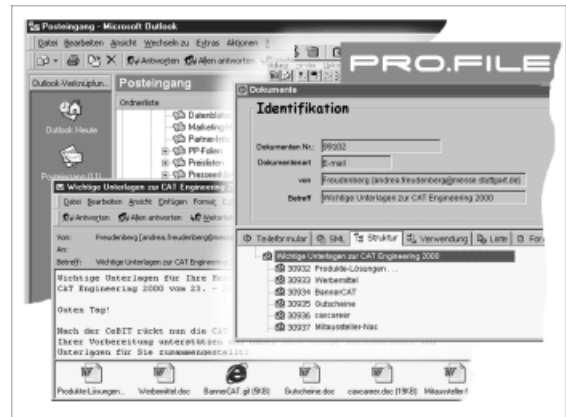 Posteingang - Microsoft Outlook
Datei Bearbeiten Ansicht Wechseln zu Extras Aktionen ?
Antworten Allen antworten
Outlook-Verknüpfun...
Posteingang
Ordnerliste
Outlook Heute
PP-Folien
Preislisten
Posteingang (11)
PRO.FILE
Dokumente
Identifikation
Dokumenten Nr.: 99102
Dokumentenart E-mail
von Freudenberg [andrea.freudenberg@messe.stuttgart.de]
Betreff Wichtige Unterlagen zur CAT Engineering 2000
Teileformular SML Struktur Verwendung Liste
Wichtige Unterlagen zur CAT Engineering 2000
30932 Produkte-Lösungen...
30933 Werbemittel
30934 BannerCAT
30935 Gutscheine
30936 caxcareer
30937 Mitaussteller-Nac
Wichtige Unterlagen zur CAT Engineering
Datei Bearbeiten Ansicht Einfügen Format
Antworten Allen antworten
Von: Freudenberg [andrea.freudenberg@messe
An:
Betreff: Wichtige Unterlagen zur CAT Engineering
Wichtige Unterlagen für Ihre
CAT Engineering 2000 vom 23. -
Guten Tag!
Nach der CeBIT rückt nun die CAT
Ihrer Vorbereitung unterstützen
Unterlagen für Sie zusammengestellt:
Produkte-Lösungen... Werbemittel.doc BannerCAT.gif (5KB) Gutscheine.doc caxcareer.doc (19KB) Mitaussteller-